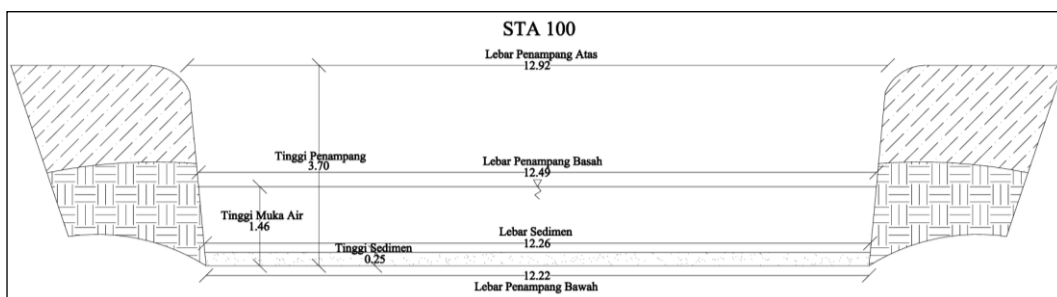 STA 100
Lebar Penampang Atas
12.92
Tinggi Penampang
3.70
Lebar Penampang Basah
12.49
Tinggi Muka Air
1.46
Lebar Sedimen
12.26
Tinggi Sedimen
0.25
12.22
Lebar Penampang Bawah